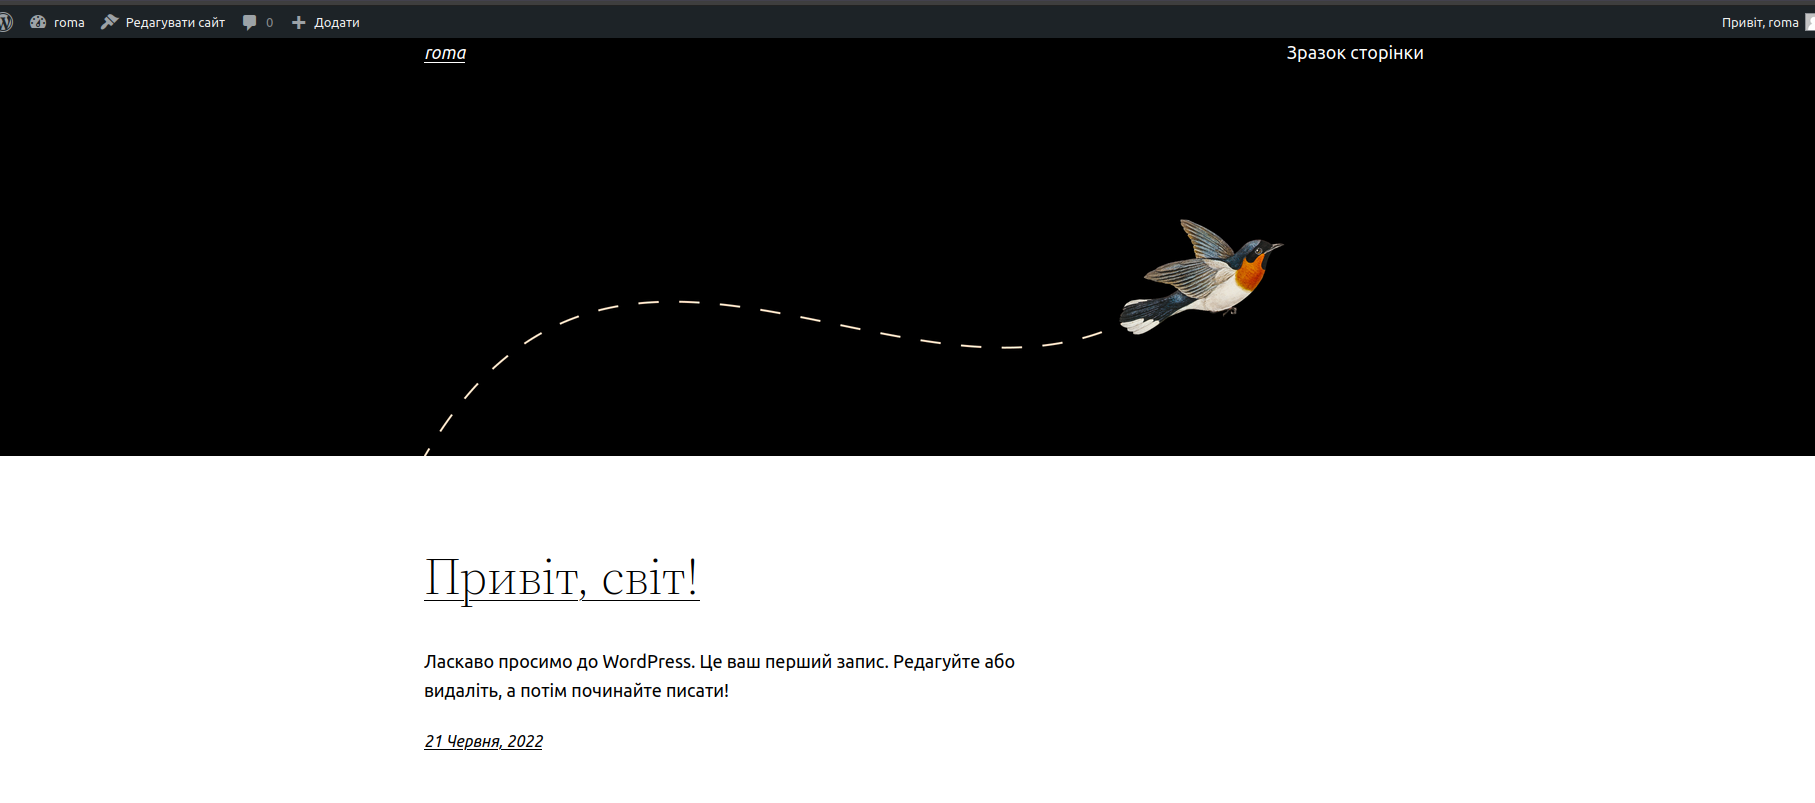 roma Редагувати сайт 0 Додати Привіт, roma
roma Зразок сторінки
Привіт, світ!
Ласкаво просимо до WordPress. Це ваш перший запис. Редагуйте або
видаліть, а потім починайте писати!
21 Червня, 2022